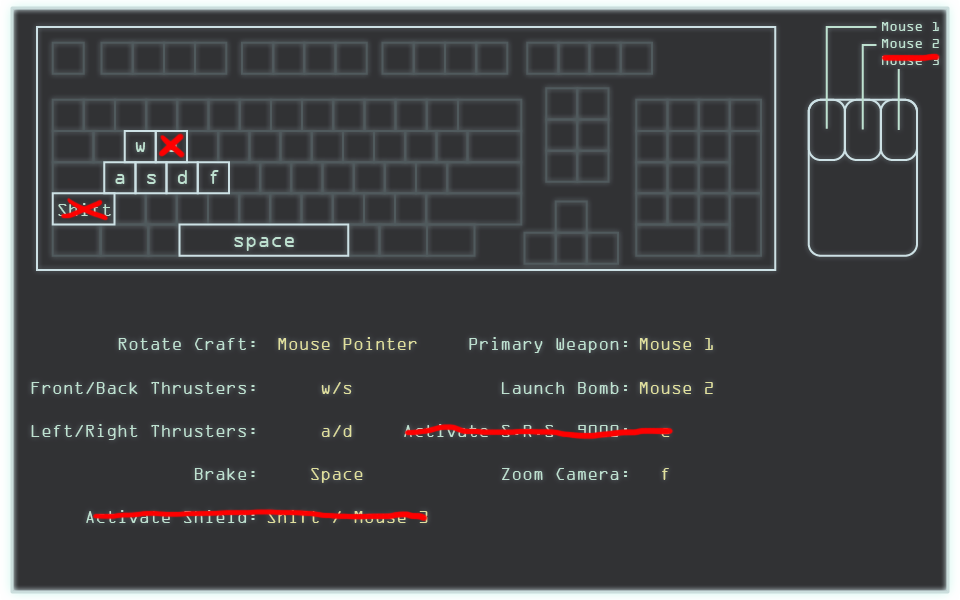 Mouse 1
Mouse 2
Mouse 3
w
a s d f
Shift
space
Rotate Craft: Mouse Pointer
Primary Weapon: Mouse 1
Front/Back Thrusters: w/s
Launch Bomb: Mouse 2
Left/Right Thrusters: a/d
Activate S.R.S. 9000: e
Brake: Space
Zoom Camera: f
Activate Shield: Shift / Mouse 3